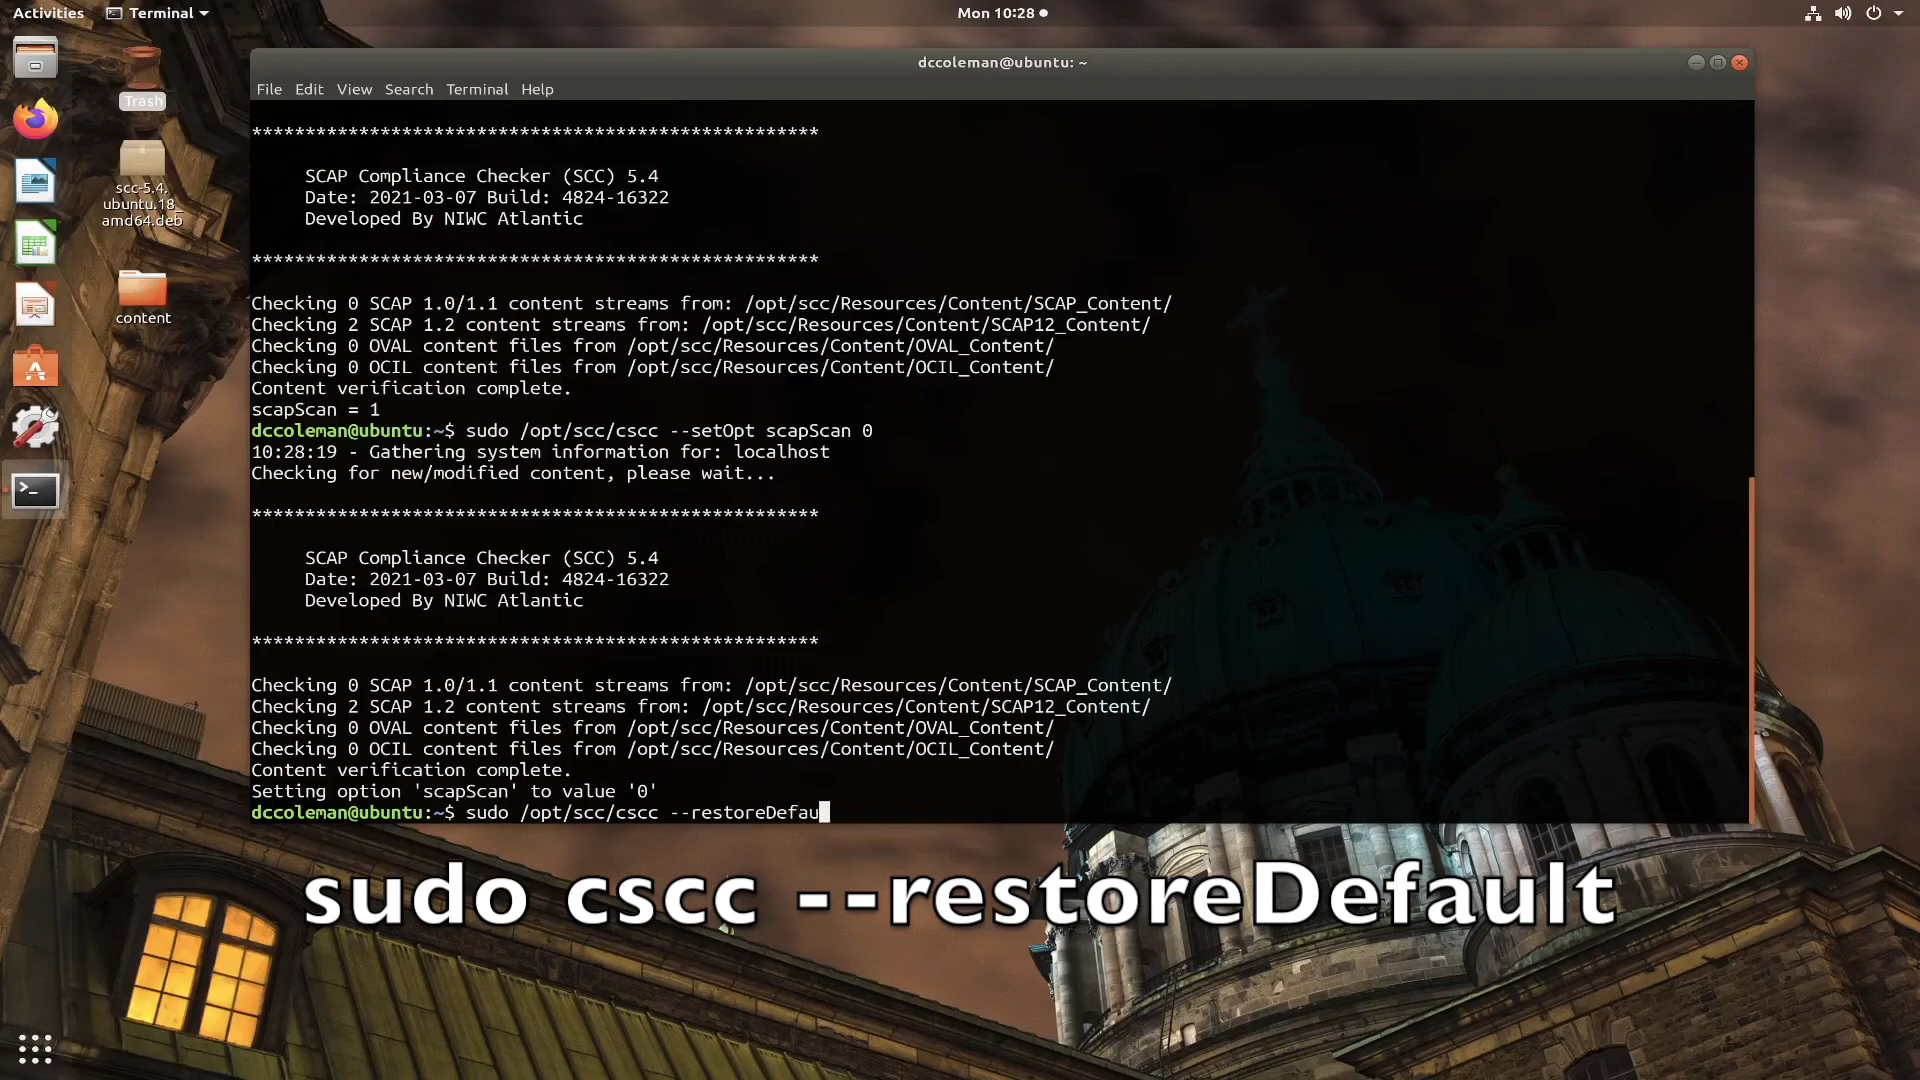 Activities Terminal Mon 10:28
dccoleman@ubuntu: ~
File Edit View Search Terminal Help
Trash
scc-5.4.
ubuntu.18_
amd64.deb
content
*****************************************************
SCAP Compliance Checker (SCC) 5.4
Date: 2021-03-07 Build: 4824-16322
Developed By NIWC Atlantic
*****************************************************
Checking 0 SCAP 1.0/1.1 content streams from: /opt/scc/Resources/Content/SCAP_Content/
Checking 2 SCAP 1.2 content streams from: /opt/scc/Resources/Content/SCAP12_Content/
Checking 0 OVAL content files from /opt/scc/Resources/Content/OVAL_Content/
Checking 0 OCIL content files from /opt/scc/Resources/Content/OCIL_Content/
Content verification complete.
scapScan = 1
dccoleman@ubuntu:~$ sudo /opt/scc/cscc --setOpt scapScan 0
10:28:19 - Gathering system information for: localhost
Checking for new/modified content, please wait...
*****************************************************
SCAP Compliance Checker (SCC) 5.4
Date: 2021-03-07 Build: 4824-16322
Developed By NIWC Atlantic
*****************************************************
Checking 0 SCAP 1.0/1.1 content streams from: /opt/scc/Resources/Content/SCAP_Content/
Checking 2 SCAP 1.2 content streams from: /opt/scc/Resources/Content/SCAP12_Content/
Checking 0 OVAL content files from /opt/scc/Resources/Content/OVAL_Content/
Checking 0 OCIL content files from /opt/scc/Resources/Content/OCIL_Content/
Content verification complete.
Setting option 'scapScan' to value '0'
dccoleman@ubuntu:~$ sudo /opt/scc/cscc --restoreDefau
sudo cscc --restoreDefault